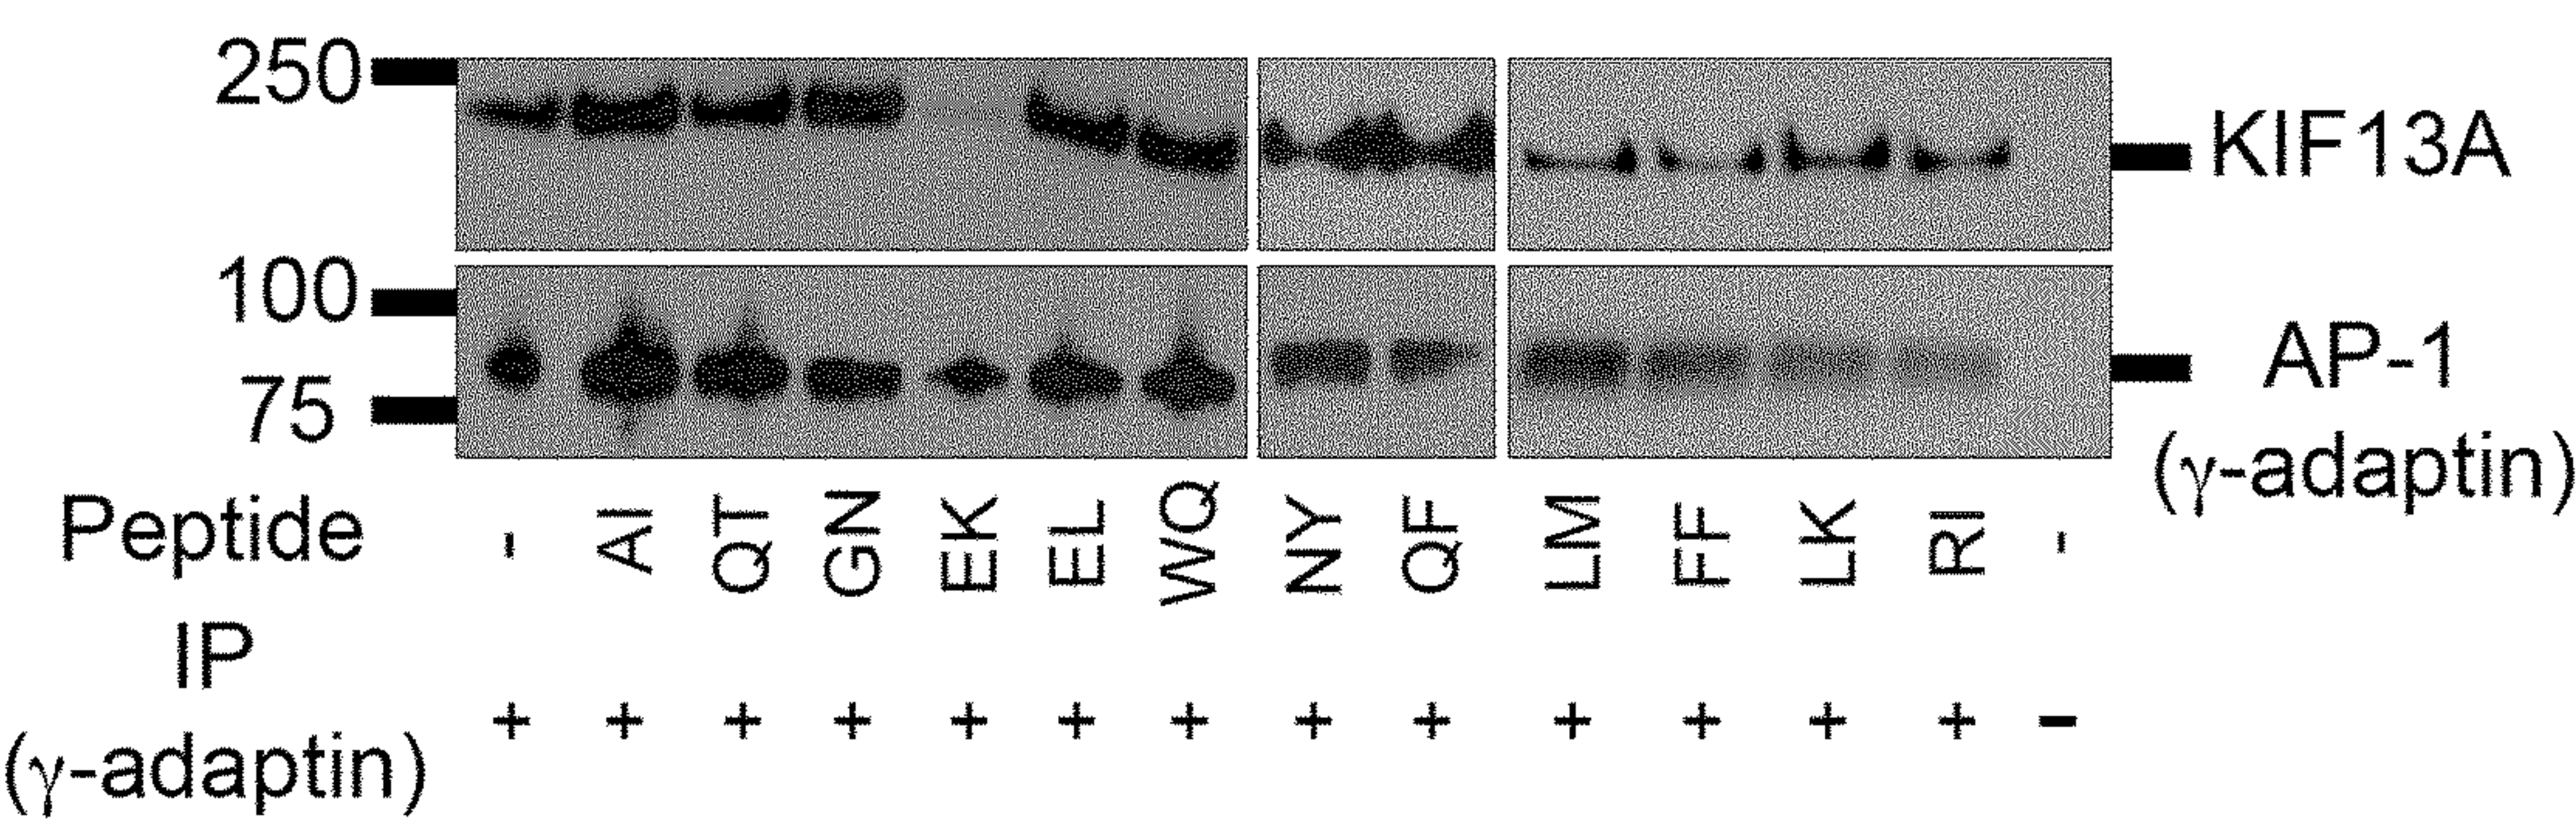 250
KIF13A
100
75
AP-1
(γ-adaptin)
Peptide - AI QT GN EK EL WQ NY QF LM FF LK RI -
IP
(γ-adaptin) + + + + + + + + + + + + + -